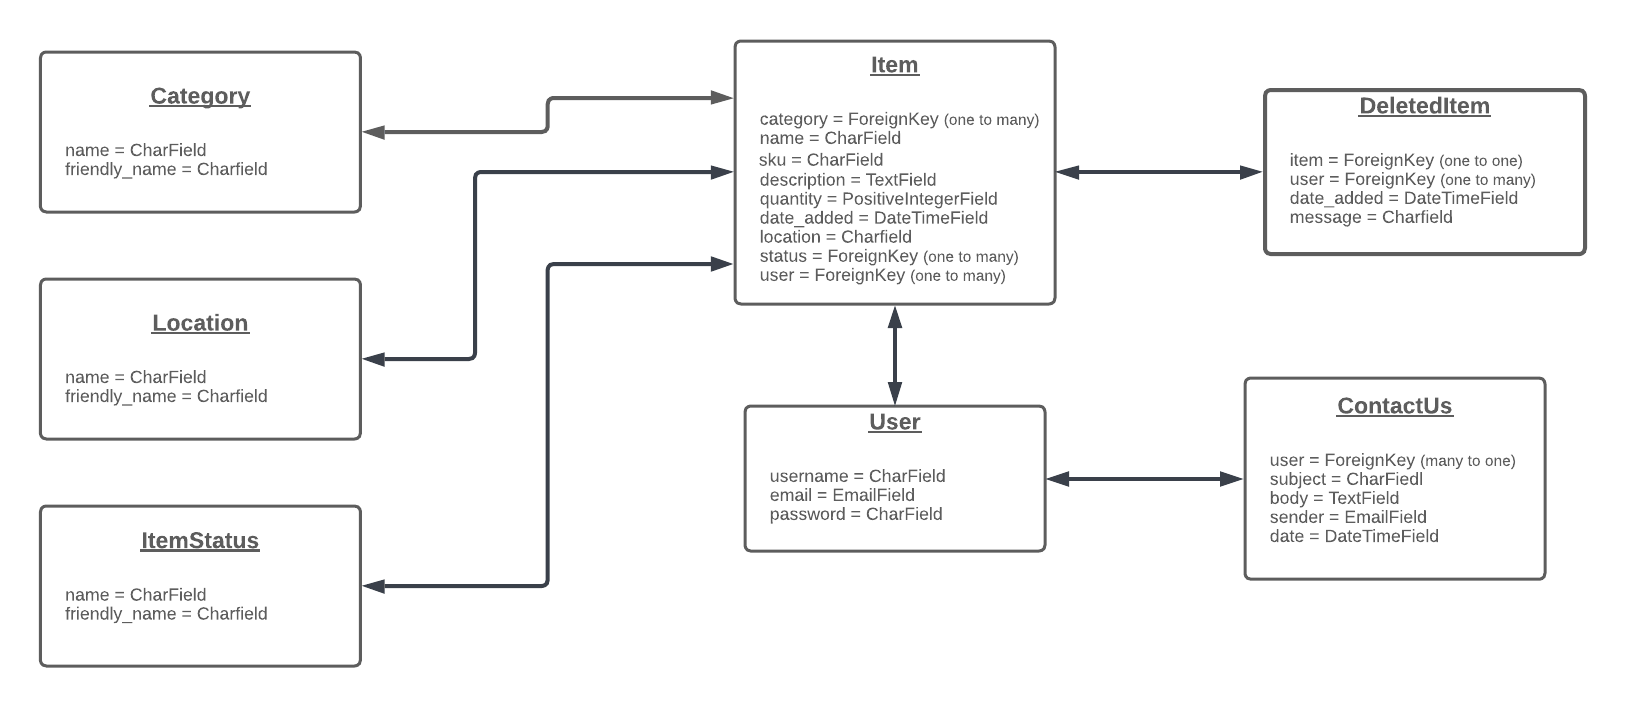 Category
name = CharField
friendly_name = Charfield
Location
name = CharField
friendly_name = Charfield
ItemStatus
name = CharField
friendly_name = Charfield
Item
category = ForeignKey (one to many)
name = CharField
sku = CharField
description = TextField
quantity = PositiveIntegerField
date_added = DateTimeField
location = Charfield
status = ForeignKey (one to many)
user = ForeignKey (one to many)
User
username = CharField
email = EmailField
password = CharField
DeletedItem
item = ForeignKey (one to one)
user = ForeignKey (one to many)
date_added = DateTimeField
message = Charfield
ContactUs
user = ForeignKey (many to one)
subject = CharFiedl
body = TextField
sender = EmailField
date = DateTimeField